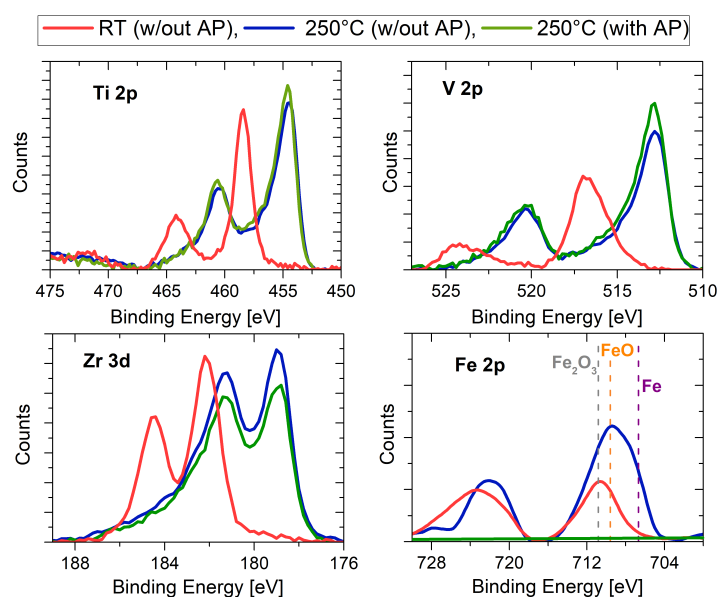 RT (w/out AP), 250°C (w/out AP), 250°C (with AP)
Ti 2p
Counts
475 470 465 460 455 450
Binding Energy [eV]
V 2p
Counts
525 520 515 510
Binding Energy [eV]
Zr 3d
Counts
188 184 180 176
Binding Energy [eV]
Fe 2p
Fe₂O₃
FeO
Fe
Counts
728 720 712 704
Binding Energy [eV]